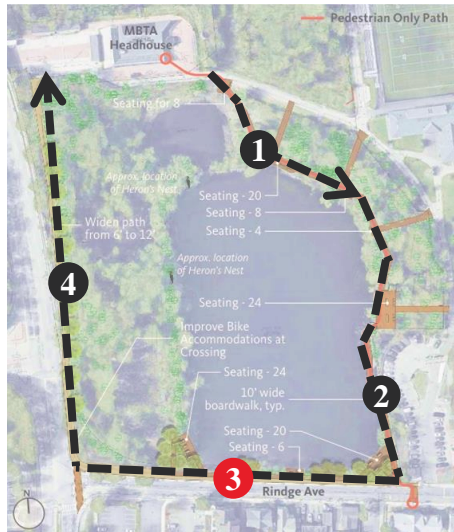 Pedestrian Only Path
MBTA
Headhouse
Seating for 8
1
Approx. location
of Heron's Nest
Seating - 20
Seating - 8
Seating - 4
Widen path
from 6' to 12'
Approx. location
of Heron's Nest
4
Seating - 24
Improve Bike
Accommodations at
Crossing
Seating - 24
10' wide
boardwalk, typ.
2
Seating - 20
Seating - 6
3
Rindge Ave
N